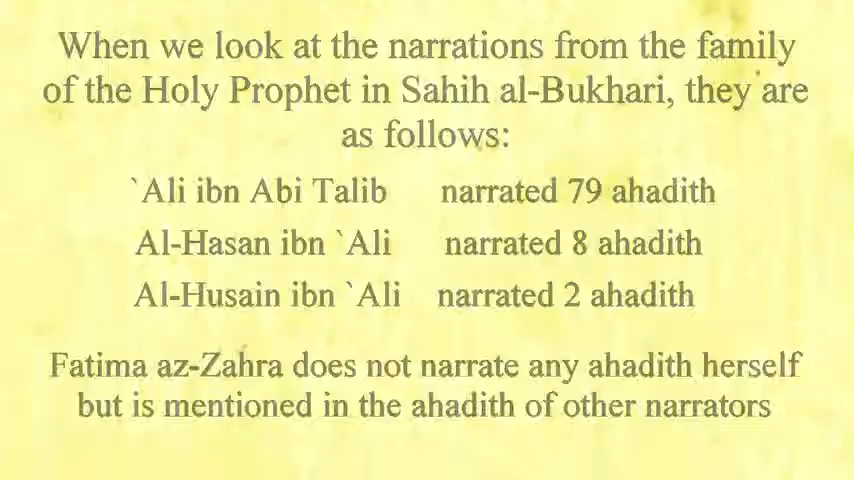 When we look at the narrations from the family
of the Holy Prophet in Sahih al-Bukhari, they are
as follows:
`Ali ibn Abi Talib narrated 79 ahadith
Al-Hasan ibn `Ali narrated 8 ahadith
Al-Husain ibn `Ali narrated 2 ahadith
Fatima az-Zahra does not narrate any ahadith herself
but is mentioned in the ahadith of other narrators